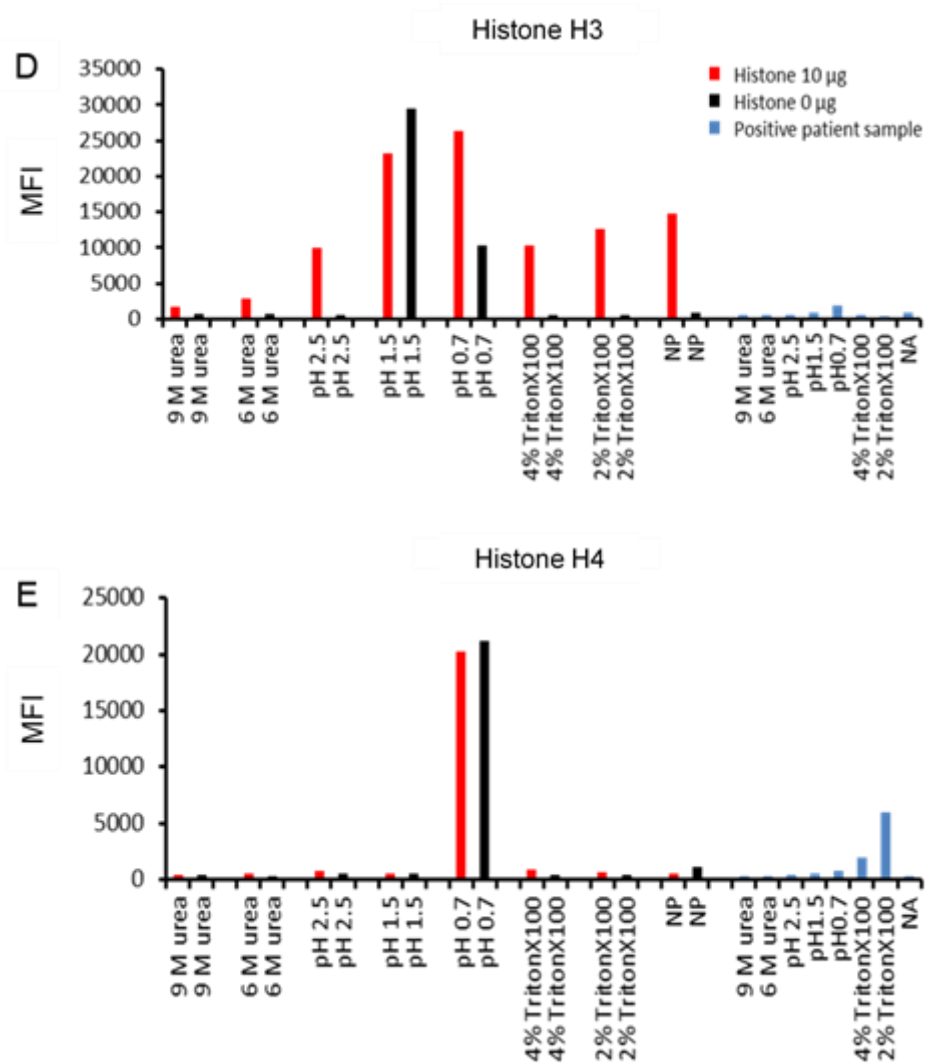 Histone H3
D
35000
30000
25000
20000
15000
10000
5000
0
MFI
Histone 10 µg
Histone 0 µg
Positive patient sample
9 M urea
9 M urea
6 M urea
6 M urea
pH 2.5
pH 2.5
pH 1.5
pH 1.5
pH 0.7
pH 0.7
4% TritonX100
4% TritonX100
2% TritonX100
2% TritonX100
NP
NP
9 M urea
6 M urea
pH 2.5
pH1.5
pH0.7
4% TritonX100
2% TritonX100
NA
Histone H4
E
25000
20000
15000
10000
5000
0
MFI
9 M urea
9 M urea
6 M urea
6 M urea
pH 2.5
pH 2.5
pH 1.5
pH 1.5
pH 0.7
pH 0.7
4% TritonX100
4% TritonX100
2% TritonX100
2% TritonX100
NP
NP
9 M urea
6 M urea
pH 2.5
pH1.5
pH0.7
4% TritonX100
2% TritonX100
NA